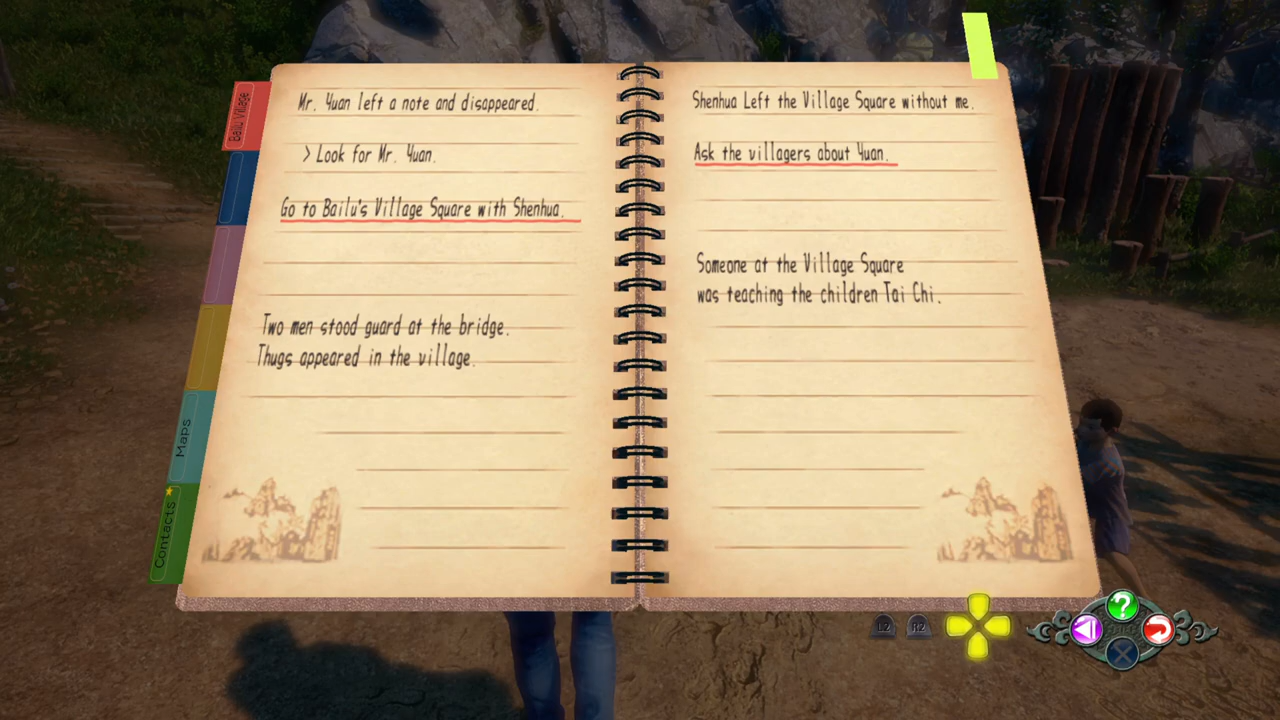 Bailu Village
Maps
Contacts
Mr. Yuan left a note and disappeared.
> Look for Mr. Yuan.
Go to Bailu's Village Square with Shenhua.
Two men stood guard at the bridge.
Thugs appeared in the village.
Shenhua Left the Village Square without me.
Ask the villagers about Yuan.
Someone at the Village Square
was teaching the children Tai Chi.
L2
R2
?